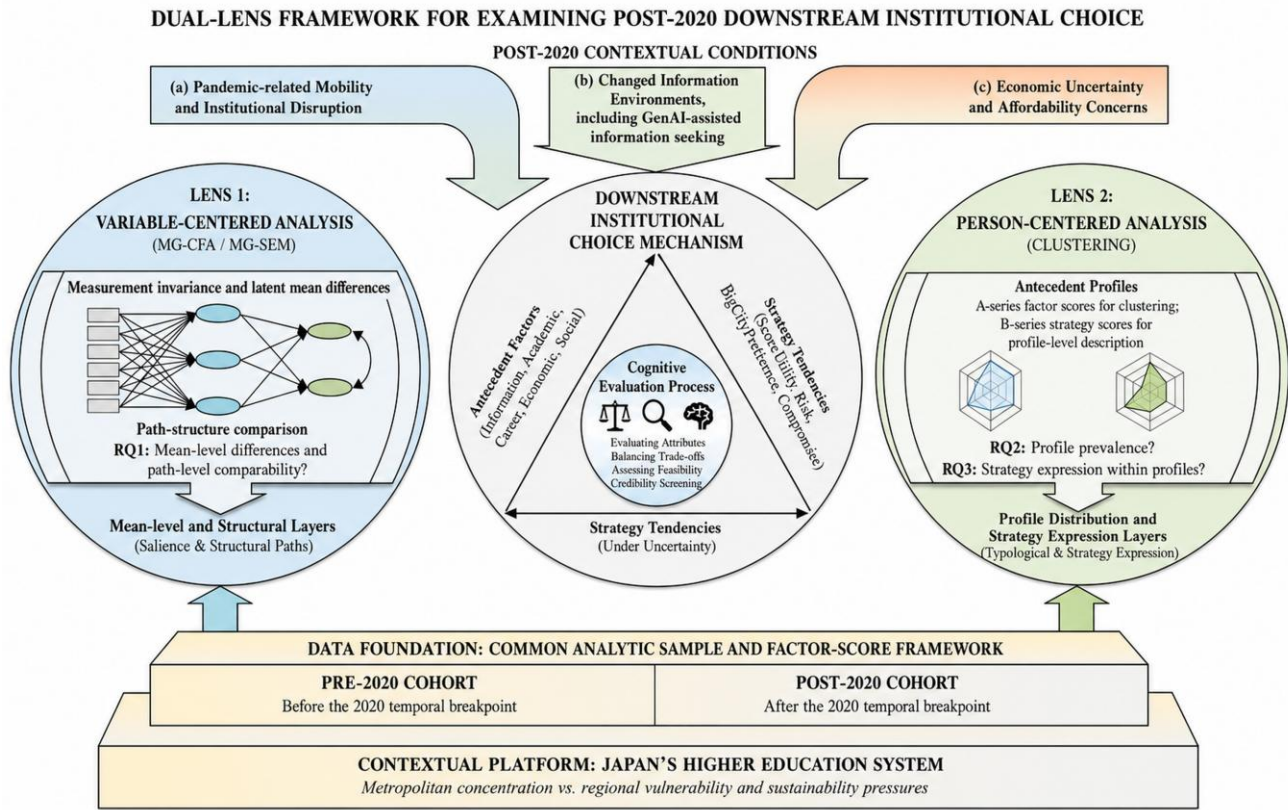 DUAL-LENS FRAMEWORK FOR EXAMINING POST-2020 DOWNSTREAM INSTITUTIONAL CHOICE
POST-2020 CONTEXTUAL CONDITIONS
(a) Pandemic-related Mobility
and Institutional Disruption
(b) Changed Information
Environments,
including GenAI-assisted
information seeking
(c) Economic Uncertainty
and Affordability Concerns
LENS 1:
VARIABLE-CENTERED ANALYSIS
(MG-CFA / MG-SEM)
Measurement invariance and latent mean differences
Path-structure comparison
RQ1: Mean-level differences and
path-level comparability?
Mean-level and Structural Layers
(Salience & Structural Paths)
DOWNSTREAM
INSTITUTIONAL
CHOICE MECHANISM
Antecedent Factors
(Information, Academic,
Career, Economic, Social)
Strategy Tendencies
(Score Utility. Risk,
BigCityPretternce, Compromisee)
Cognitive
Evaluation Process
Evaluating Attributes
Balancing Trade-offs
Assessing Feasibility
Credibility Screening
Strategy Tendencies
(Under Uncertainty)
LENS 2:
PERSON-CENTERED ANALYSIS
(CLUSTERING)
Antecedent Profiles
A-series factor scores for clustering;
B-series strategy scores for
profile-level description
RQ2: Profile prevalence?
RQ3: Strategy expression within profiles?
Profile Distribution and
Strategy Expression Layers
(Typological & Strategy Expression)
DATA FOUNDATION: COMMON ANALYTIC SAMPLE AND FACTOR-SCORE FRAMEWORK
PRE-2020 COHORT
Before the 2020 temporal breakpoint
POST-2020 COHORT
After the 2020 temporal breakpoint
CONTEXTUAL PLATFORM: JAPAN'S HIGHER EDUCATION SYSTEM
Metropolitan concentration vs. regional vulnerability and sustainability pressures